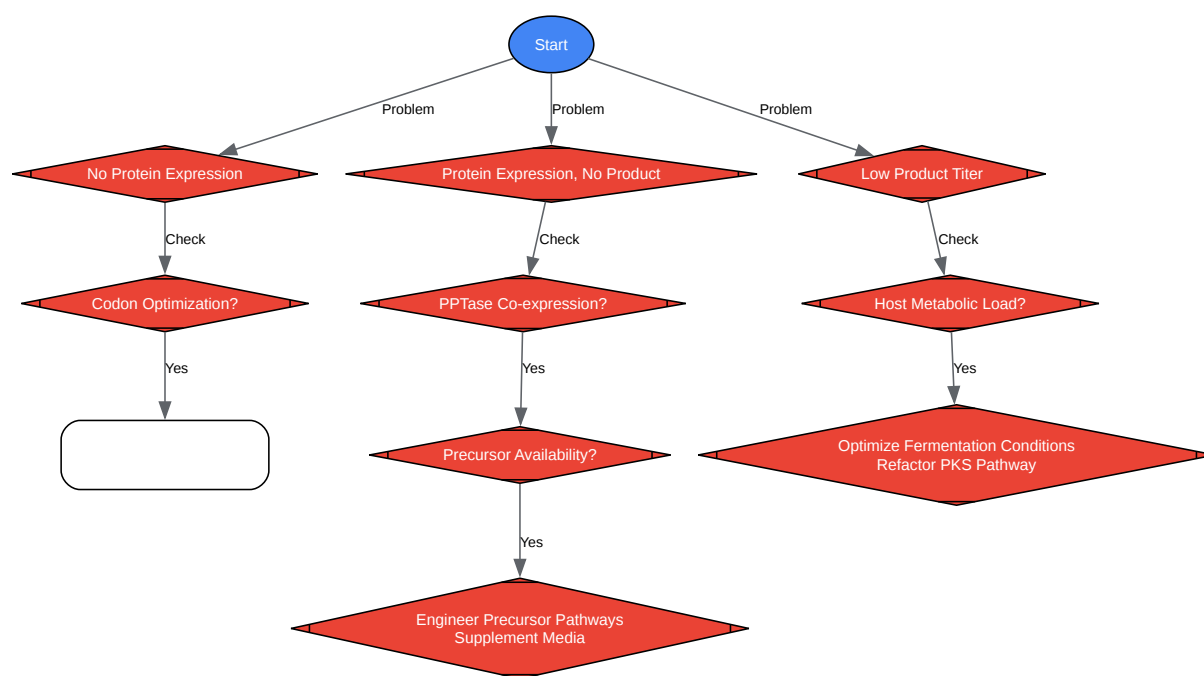 Start
Problem
Problem
Problem
No Protein Expression
Protein Expression, No Product
Low Product Titer
Check
Check
Check
Codon Optimization?
PPTase Co-expression?
Host Metabolic Load?
Yes
Yes
Yes
Precursor Availability?
Optimize Fermentation Conditions
Refactor PKS Pathway
Yes
Engineer Precursor Pathways
Supplement Media